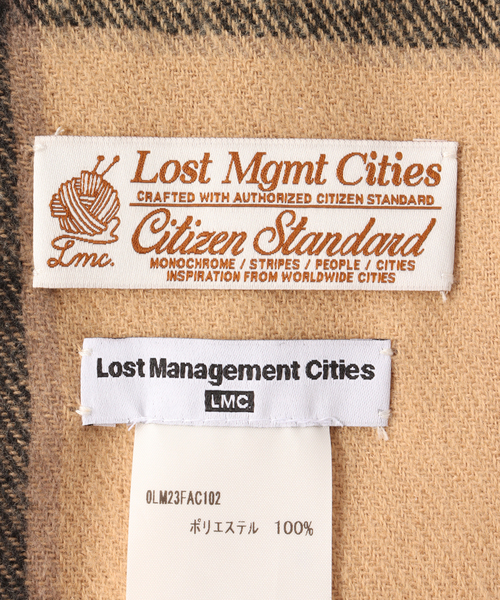 Lost Mgmt Cities
CRAFTED WITH AUTHORIZED CITIZEN STANDARD
Lmc.
Citizen Standard
MONOCHROME / STRIPES / PEOPLE / CITIES
INSPIRATION FROM WORLDWIDE CITIES
Lost Management Cities
LMC.
0LM23FAC102
ポリエステル 100%